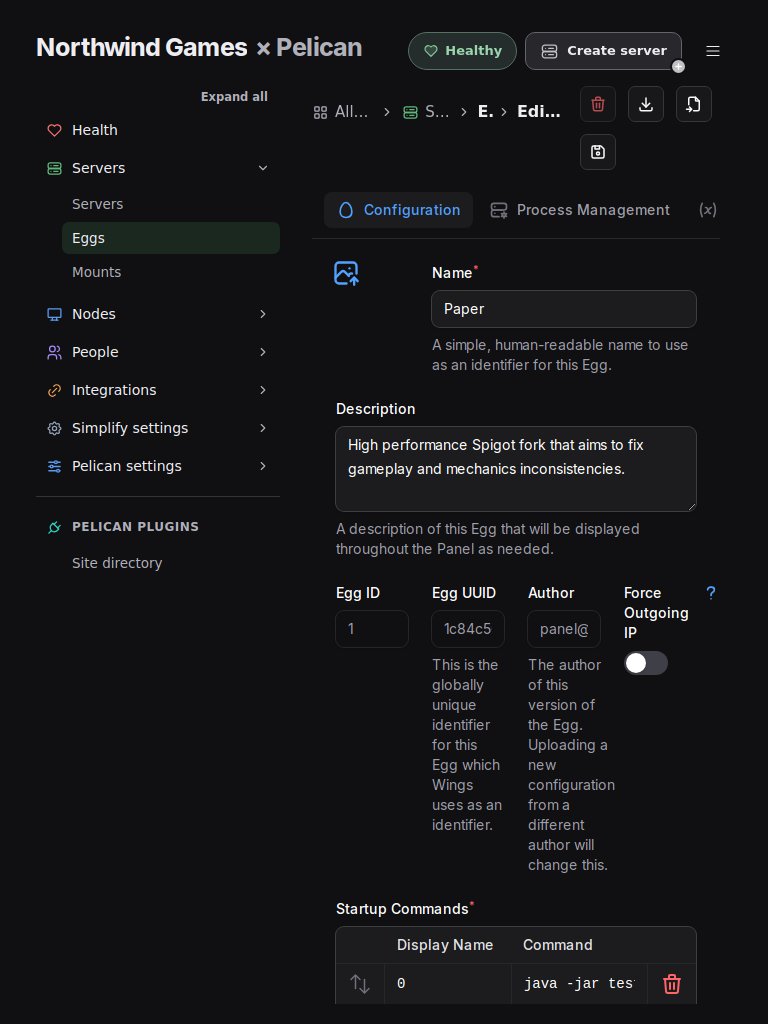 Northwind Games × Pelican
Healthy
Create server
Expand all
Health
Servers
Servers
Eggs
Mounts
Nodes
People
Integrations
Simplify settings
Pelican settings
PELICAN PLUGINS
Site directory
All... > S... > E. > Edi...
Configuration
Process Management
(x)
Name*
Paper
A simple, human-readable name to use
as an identifier for this Egg.
Description
High performance Spigot fork that aims to fix
gameplay and mechanics inconsistencies.
A description of this Egg that will be displayed
throughout the Panel as needed.
Egg ID
1
Egg UUID
1c84c5
This is the
globally
unique
identifier
for this
Egg which
Wings
uses as an
identifier.
Author
panel@
The author
of this
version of
the Egg.
Uploading a
new
configuration
from a
different
author will
change this.
Force
Outgoing
IP
?
Startup Commands*
Display Name Command
0 java -jar test